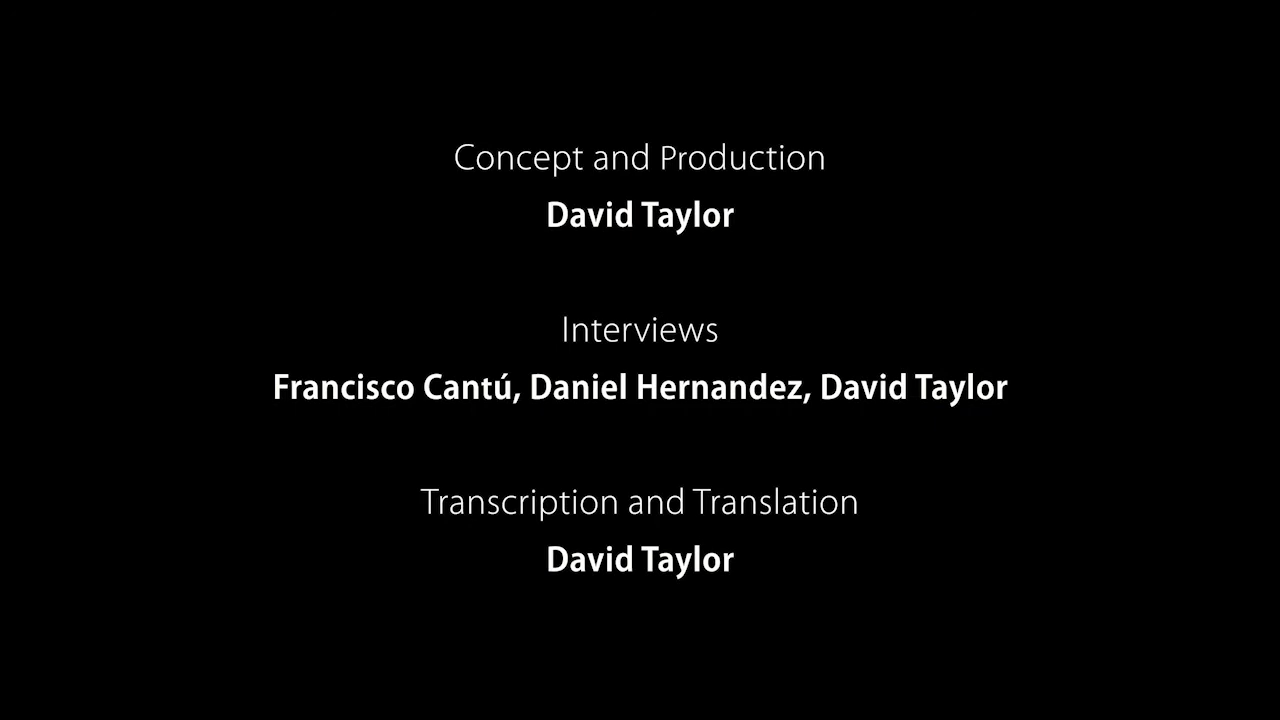 Concept and Production
David Taylor
Interviews
Francisco Cantú, Daniel Hernandez, David Taylor
Transcription and Translation
David Taylor